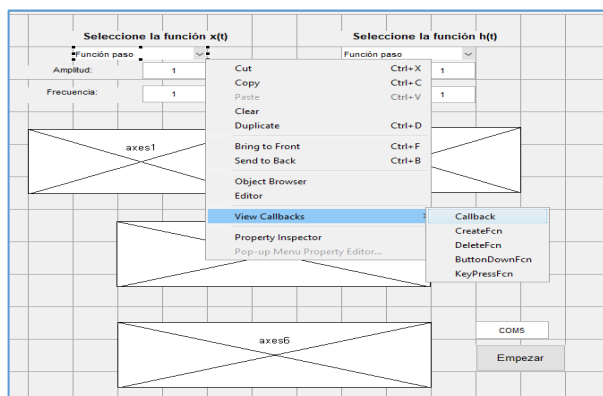 Seleccione la función x(t)
Seleccione la función h(t)
Función paso
Función paso
Amplitud:
1
1
Frecuencia:
1
1
axes1
Cut Ctrl+X
Copy Ctrl+C
Paste Ctrl+V
Clear
Duplicate Ctrl+D
Bring to Front Ctrl+F
Send to Back Ctrl+B
Object Browser
Editor
View Callbacks
Property Inspector
Pop-up Menu Property Editor...
Callback
CreateFcn
DeleteFcn
ButtonDownFcn
KeyPressFcn
axes6
COM5
Empezar